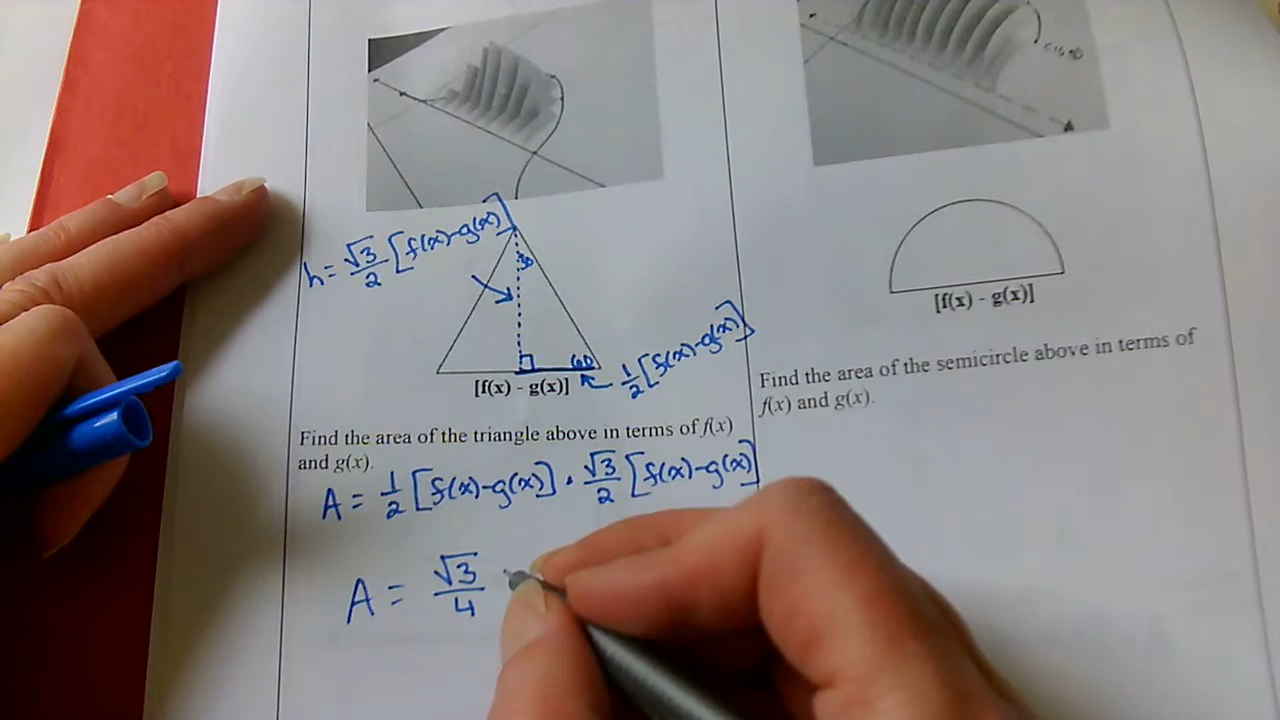 h = √3/2 [f(x)-g(x)]
30
60
1/2 [f(x)-g(x)]
[f(x) - g(x)]
Find the area of the triangle above in terms of f(x)
and g(x).
A = 1/2 [f(x)-g(x)] · √3/2 [f(x)-g(x)]
A = √3/4
[f(x) - g(x)]
Find the area of the semicircle above in terms of
f(x) and g(x).